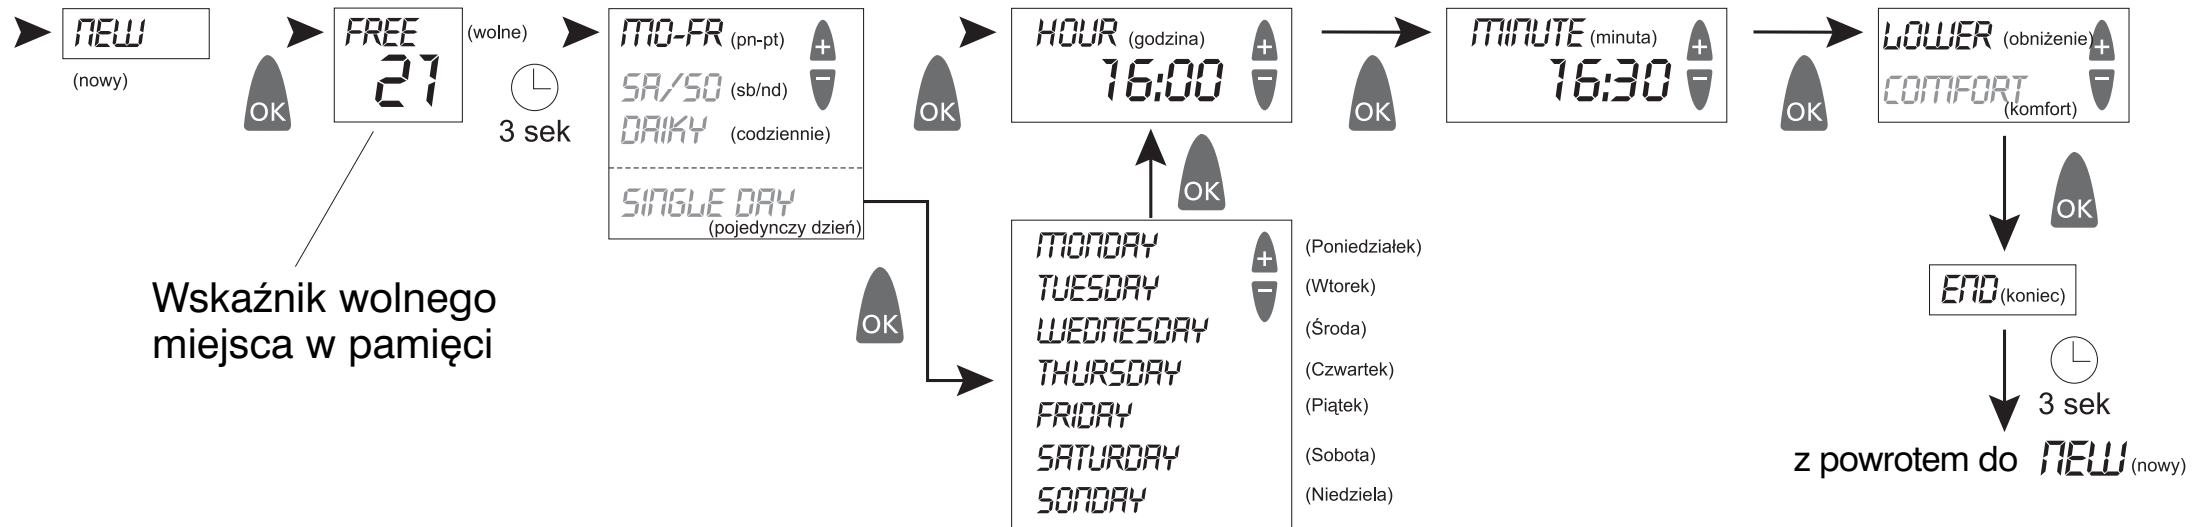 NEW
(nowy)
OK
FREE (wolne)
21
3 sek
MO-FR (pn-pt) +
SA/SO (sb/nd) -
DAIKY (codziennie)
SINGLE DAY
(pojedynczy dzień)
OK
HOUR (godzina) +
16:00 -
OK
MINUTE (minuta) +
16:30 -
OK
LOWER (obniżenie) +
COMFORT -
(komfort)
OK
OK
MONDAY + (Poniedziałek)
TUESDAY - (Wtorek)
WEDNESDAY (Środa)
THURSDAY (Czwartek)
FRIDAY (Piątek)
SATURDAY (Sobota)
SONDAY (Niedziela)
OK
Wskaźnik wolnego
miejsca w pamięci
END (koniec)
3 sek
z powrotem do NEW (nowy)